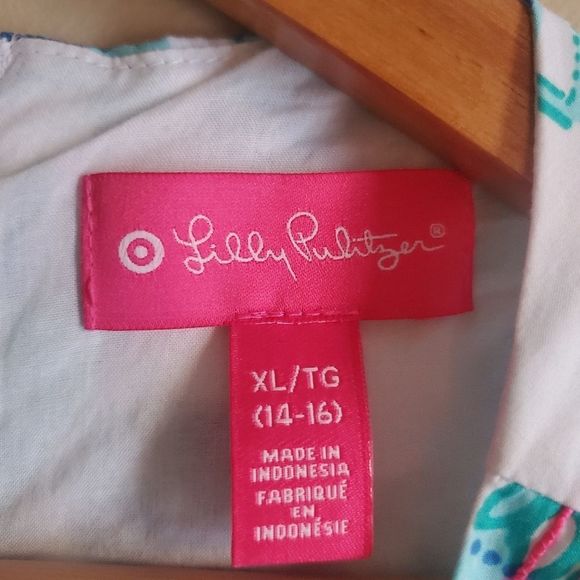 Lilly Pulitzer®
XL/TG
(14-16)
MADE IN
INDONESIA
FABRIQUÉ
EN
INDONÉSIE